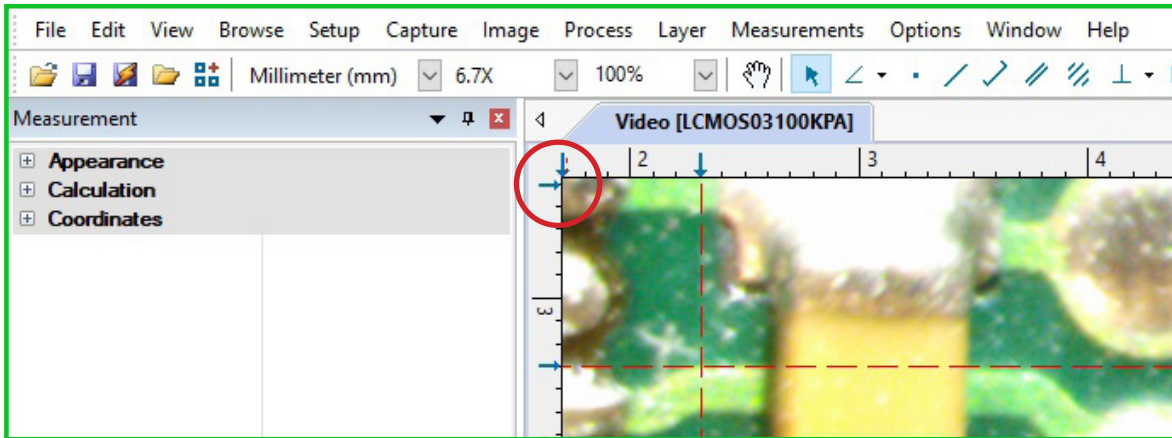 File Edit View Browse Setup Capture Image Process Layer Measurements Options Window Help
Millimeter (mm) 6.7X 100%
Measurement
Video [LCMOS03100KPA]
Appearance
Calculation
Coordinates
2 3 4
3